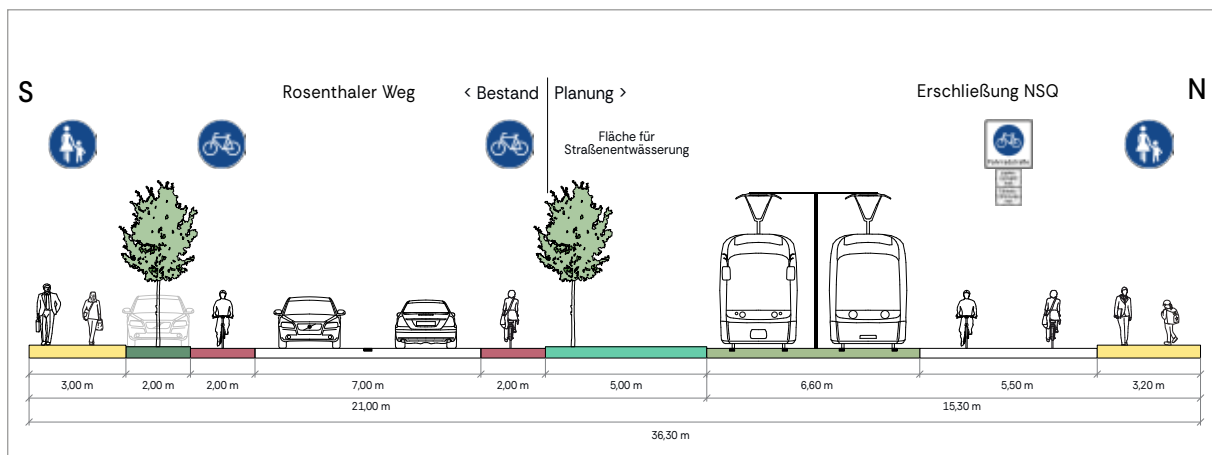 S
Rosenthaler Weg
< Bestand
Planung >
Erschließung NSQ
N
Fläche für
Straßenentwässerung
Fahrradstraße
3,00 m
2,00 m
2,00 m
7,00 m
2,00 m
5,00 m
6,60 m
5,50 m
3,20 m
21,00 m
15,30 m
36,30 m